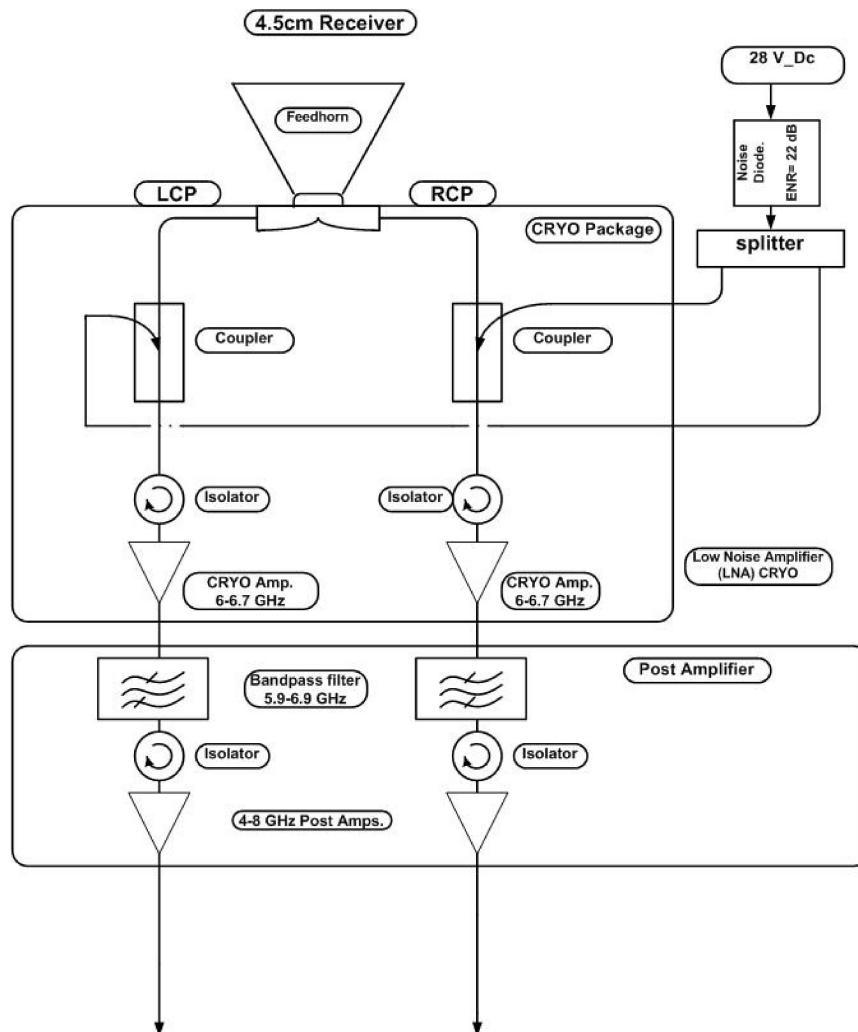 4.5cm Receiver
28 V_Dc
Feedhorn
Noise
Diode.
ENR= 22 dB
LCP
RCP
CRYO Package
splitter
Coupler
Coupler
Isolator
Isolator
Low Noise Amplifier
(LNA) CRYO
CRYO Amp.
6-6.7 GHz
CRYO Amp.
6-6.7 GHz
Bandpass filter
5.9-6.9 GHz
Post Amplifier
Isolator
Isolator
4-8 GHz Post Amps.